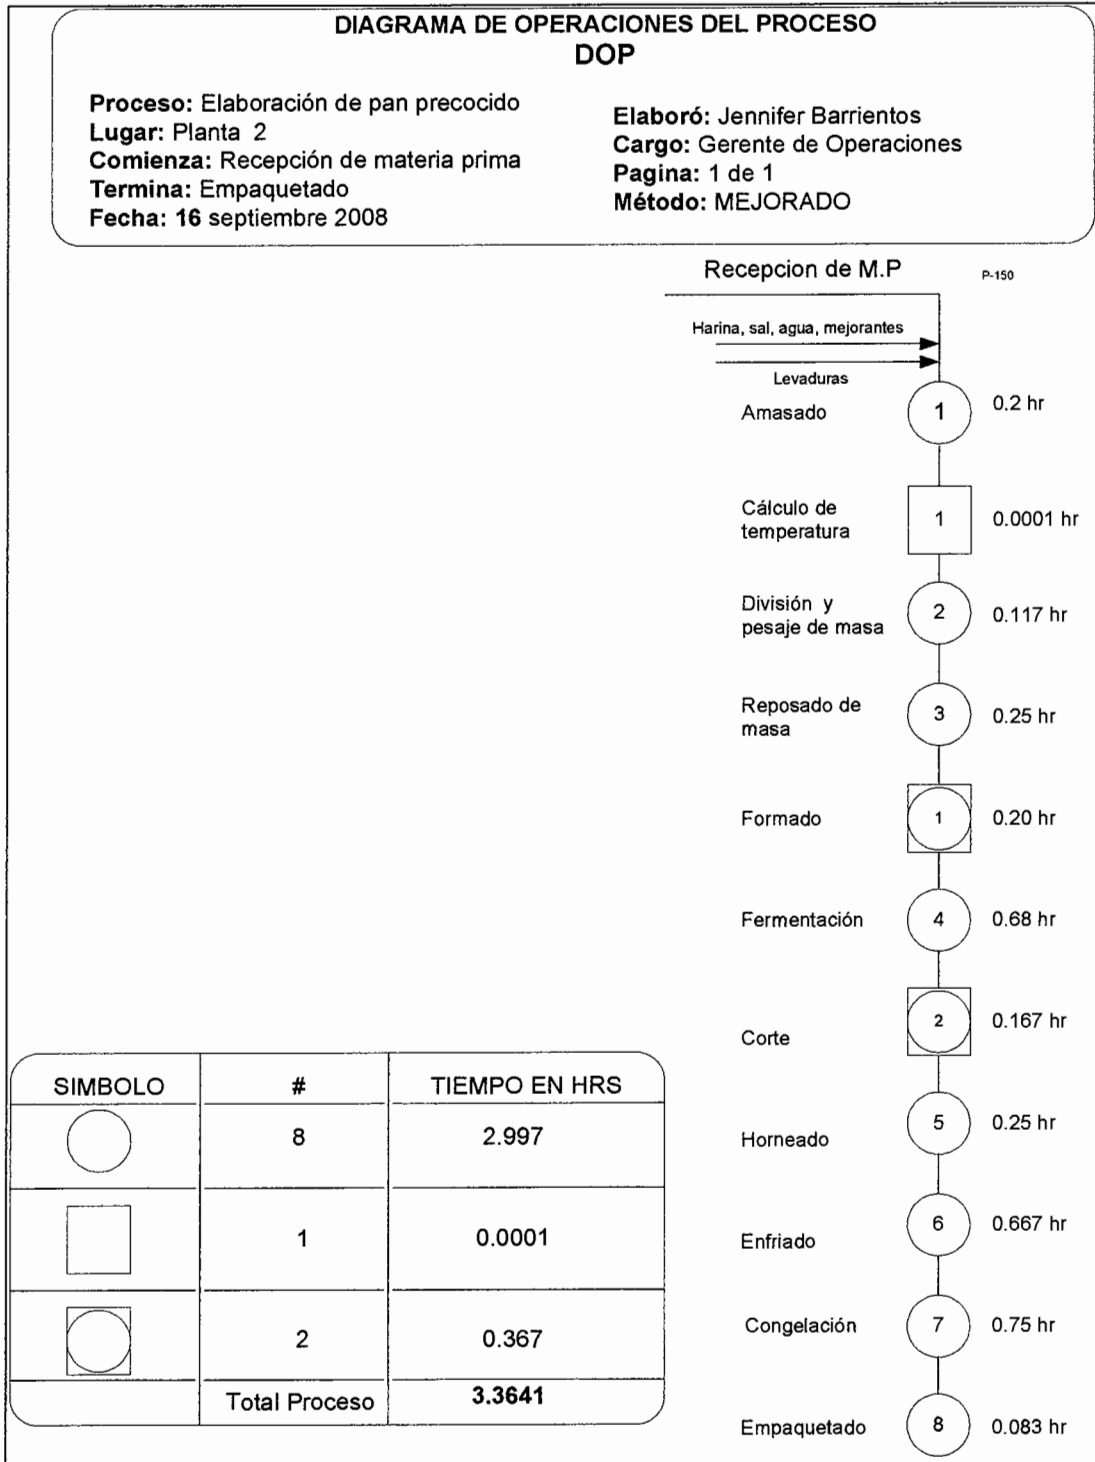 DIAGRAMA DE OPERACIONES DEL PROCESO
DOP
Proceso: Elaboración de pan precocido
Lugar: Planta 2
Comienza: Recepción de materia prima
Termina: Empaquetado
Fecha: 16 septiembre 2008
Elaboró: Jennifer Barrientos
Cargo: Gerente de Operaciones
Pagina: 1 de 1
Método: MEJORADO
Recepcion de M.P
P-150
Harina, sal, agua, mejorantes
Levaduras
Amasado 1 0.2 hr
Cálculo de
temperatura 1 0.0001 hr
División y
pesaje de masa 2 0.117 hr
Reposado de
masa 3 0.25 hr
Formado 1 0.20 hr
Fermentación 4 0.68 hr
Corte 2 0.167 hr
Horneado 5 0.25 hr
Enfriado 6 0.667 hr
Congelación 7 0.75 hr
Empaquetado 8 0.083 hr
SIMBOLO # TIEMPO EN HRS
8 2.997
1 0.0001
2 0.367
Total Proceso 3.3641